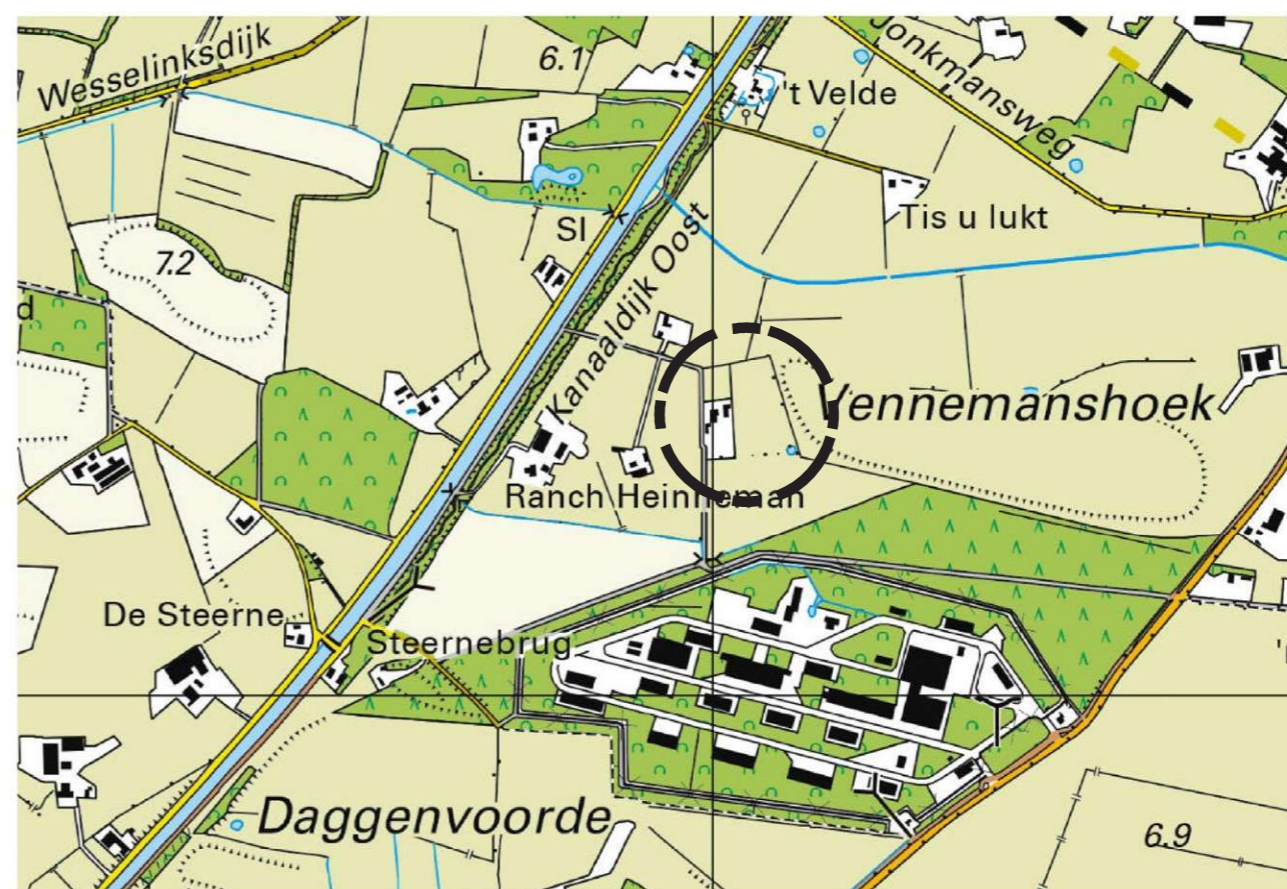 Wesselinksdijk
6.1
Jonkmansweg
't Velde
Tis u lukt
Sl
7.2
d
Kanaaldijk Oost
Vennemanshoek
Ranch Heinneman
De Steerne
Steernebrug
Daggenvoorde
6.9